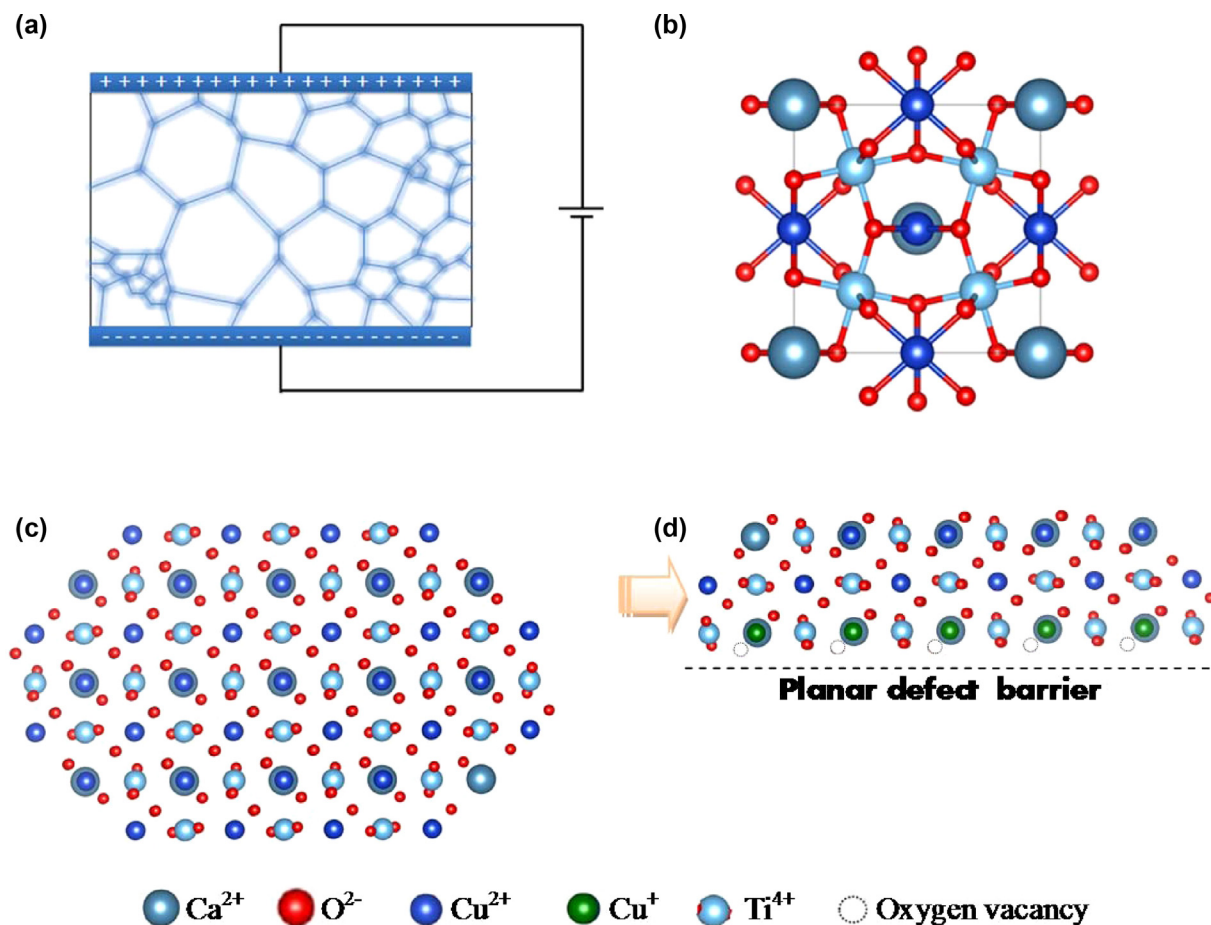 (a)
(b)
+ + + + + + + + + + + + + + + + + + + +
- - - - - - - - - - - - - - - - - - - - - -
(c)
(d)
Planar defect barrier
Ca²⁺ O²⁻ Cu²⁺ Cu⁺ Ti⁴⁺ Oxygen vacancy